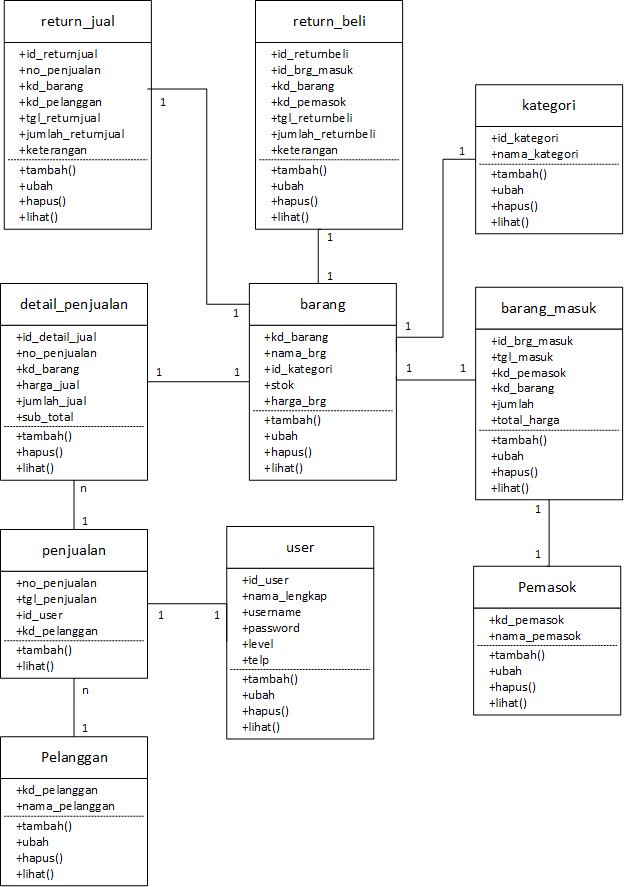 return_jual
+id_returnjual
+no_penjualan
+kd_barang
+kd_pelanggan
+tgl_returnjual
+jumlah_returnjual
+keterangan
+tambah()
+ubah
+hapus()
+lihat()
1
1
return_beli
+id_returnbeli
+id_brg_masuk
+kd_barang
+kd_pemasok
+tgl_returnbeli
+jumlah_returnbeli
+keterangan
+tambah()
+ubah
+hapus()
+lihat()
1
1
kategori
+id_kategori
+nama_kategori
+tambah()
+ubah
+hapus()
+lihat()
1
1
detail_penjualan
+id_detail_jual
+no_penjualan
+kd_barang
+harga_jual
+jumlah_jual
+sub_total
+tambah()
+hapus()
+lihat()
1
1
barang
+kd_barang
+nama_brg
+id_kategori
+stok
+harga_brg
+tambah()
+ubah
+hapus()
+lihat()
1
1
barang_masuk
+id_brg_masuk
+tgl_masuk
+kd_pemasok
+kd_barang
+jumlah
+total_harga
+tambah()
+ubah
+hapus()
+lihat()
n
1
1
1
penjualan
+no_penjualan
+tgl_penjualan
+id_user
+kd_pelanggan
+tambah()
+lihat()
1
1
user
+id_user
+nama_lengkap
+username
+password
+level
+telp
+tambah()
+ubah
+hapus()
+lihat()
Pemasok
+kd_pemasok
+nama_pemasok
+tambah()
+ubah
+hapus()
+lihat()
n
1
Pelanggan
+kd_pelanggan
+nama_pelanggan
+tambah()
+ubah
+hapus()
+lihat()